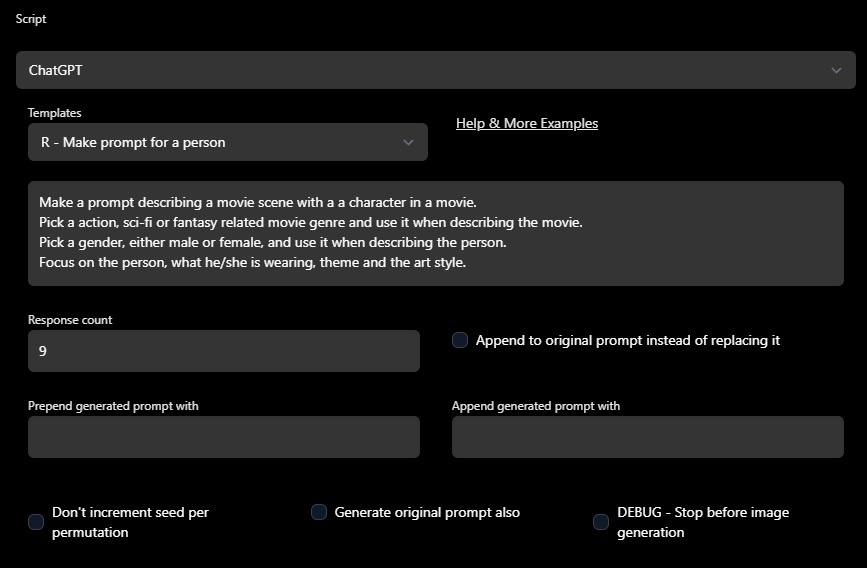 Script
ChatGPT
Templates
R - Make prompt for a person
Help & More Examples
Make a prompt describing a movie scene with a a character in a movie.
Pick a action, sci-fi or fantasy related movie genre and use it when describing the movie.
Pick a gender, either male or female, and use it when describing the person.
Focus on the person, what he/she is wearing, theme and the art style.
Response count
9
Append to original prompt instead of replacing it
Prepend generated prompt with
Append generated prompt with
Don't increment seed per
permutation
Generate original prompt also
DEBUG - Stop before image
generation